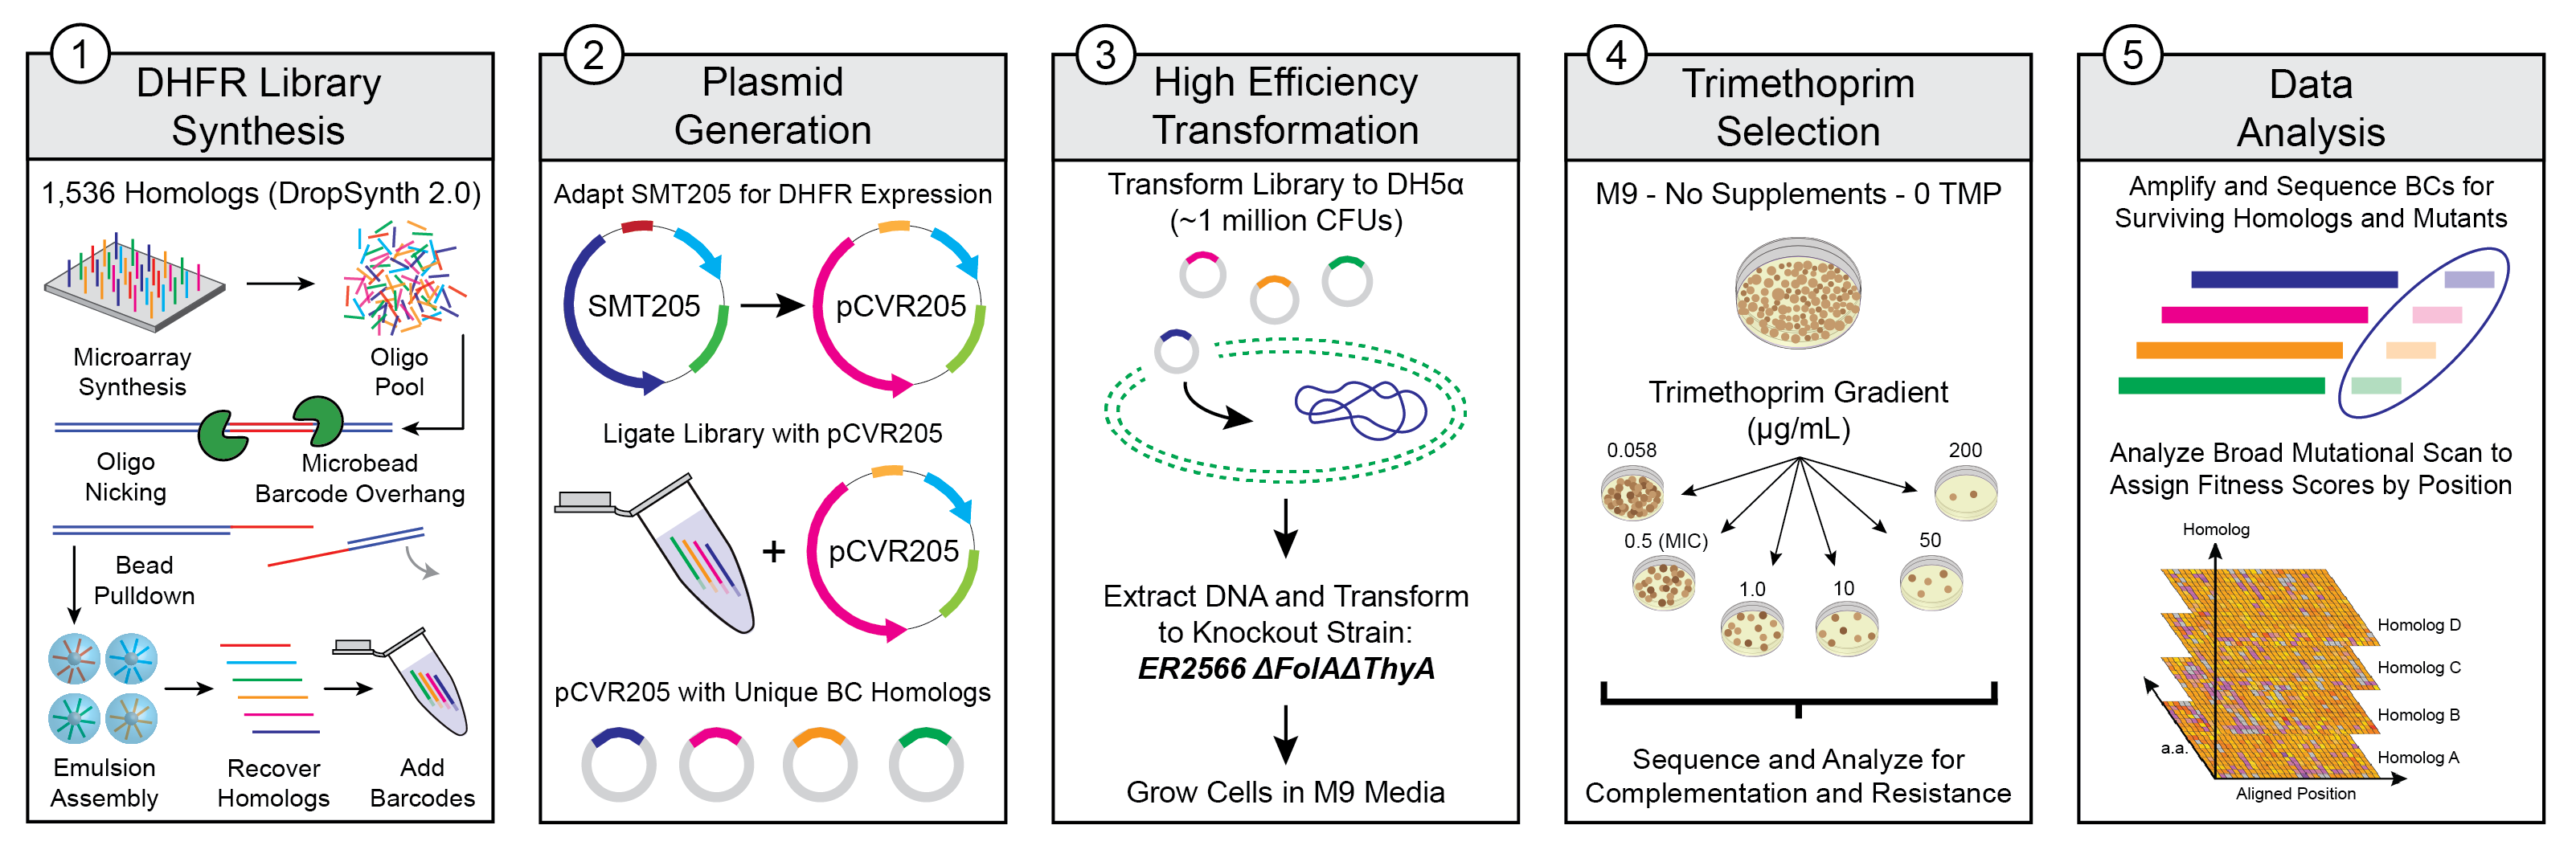 1
DHFR Library
Synthesis
1,536 Homologs (DropSynth 2.0)
Microarray
Synthesis
Oligo
Pool
Oligo
Nicking
Microbead
Barcode Overhang
Bead
Pulldown
Emulsion
Assembly
Recover
Homologs
Add
Barcodes
2
Plasmid
Generation
Adapt SMT205 for DHFR Expression
SMT205
pCVR205
Ligate Library with pCVR205
+
pCVR205
pCVR205 with Unique BC Homologs
3
High Efficiency
Transformation
Transform Library to DH5α
(~1 million CFUs)
Extract DNA and Transform
to Knockout Strain:
ER2566 ΔFolAΔThyA
Grow Cells in M9 Media
4
Trimethoprim
Selection
M9 - No Supplements - 0 TMP
Trimethoprim Gradient
(µg/mL)
0.058
200
0.5 (MIC)
50
1.0
10
Sequence and Analyze for
Complementation and Resistance
5
Data
Analysis
Amplify and Sequence BCs for
Surviving Homologs and Mutants
Analyze Broad Mutational Scan to
Assign Fitness Scores by Position
Homolog
Homolog D
Homolog C
Homolog B
Homolog A
a.a.
Aligned Position